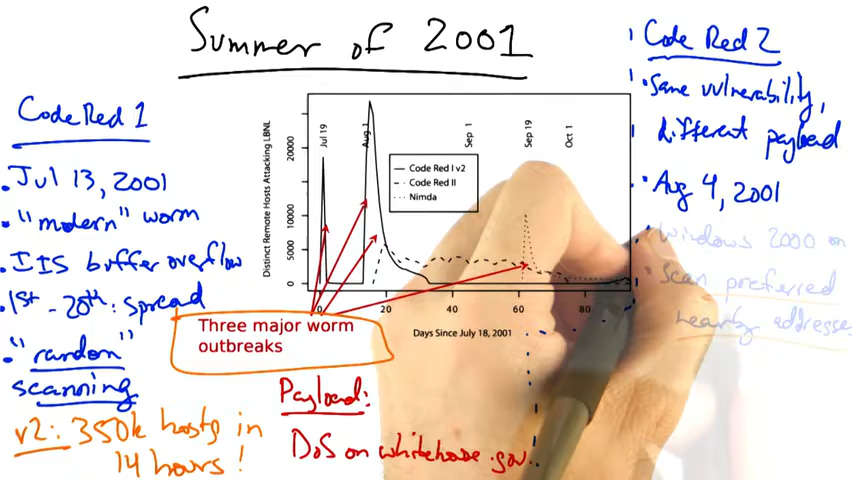 Summer of 2001
Code Red 1
. Jul 13, 2001
. "modern" worm
. IIS buffer overflow
. 1st - 20th: spread
. "random"
scanning
v2: 350k hosts in
14 hours!
Distinct Remote Hosts Attacking LBNL
0 5000 10000 20000
Jul 19
Aug 1
Sep 1
Sep 19
Oct 1
Code Red I v2
Code Red II
Nimda
0 20 40 60 80
Days Since July 18, 2001
Three major worm
outbreaks
Payload:
DoS on whitehouse.gov
Code Red 2
. Same vulnerability,
different payload
. Aug 4, 2001
. Windows 2000 on
. Scan preferred
nearby addresse